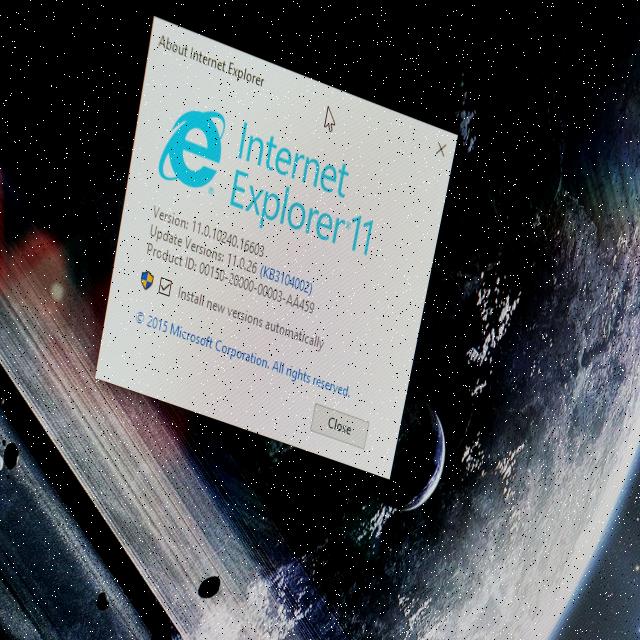 About Internet Explorer
Internet
Explorer 11
Version: 11.0.10240.16603
Update Versions: 11.0.26 (KB3104002)
Product ID: 00150-20000-00003-AA459
Install new versions automatically
© 2015 Microsoft Corporation. All rights reserved.
Close